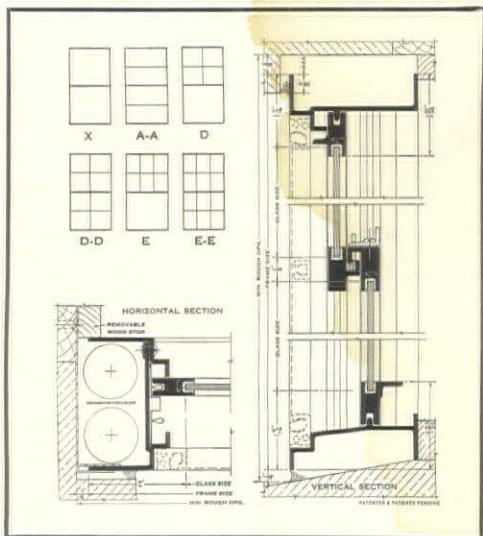 X
A-A
D
D-D
E
E-E
HORIZONTAL SECTION
REMOVABLE
WOOD STOP
GLASS SIZE
FRAME SIZE
MIN. ROUGH OPG.
MIN. ROUGH OPG.
FRAME SIZE
GLASS SIZE
GLASS SIZE
VERTICAL SECTION
PATENTED & PATENTS PENDING